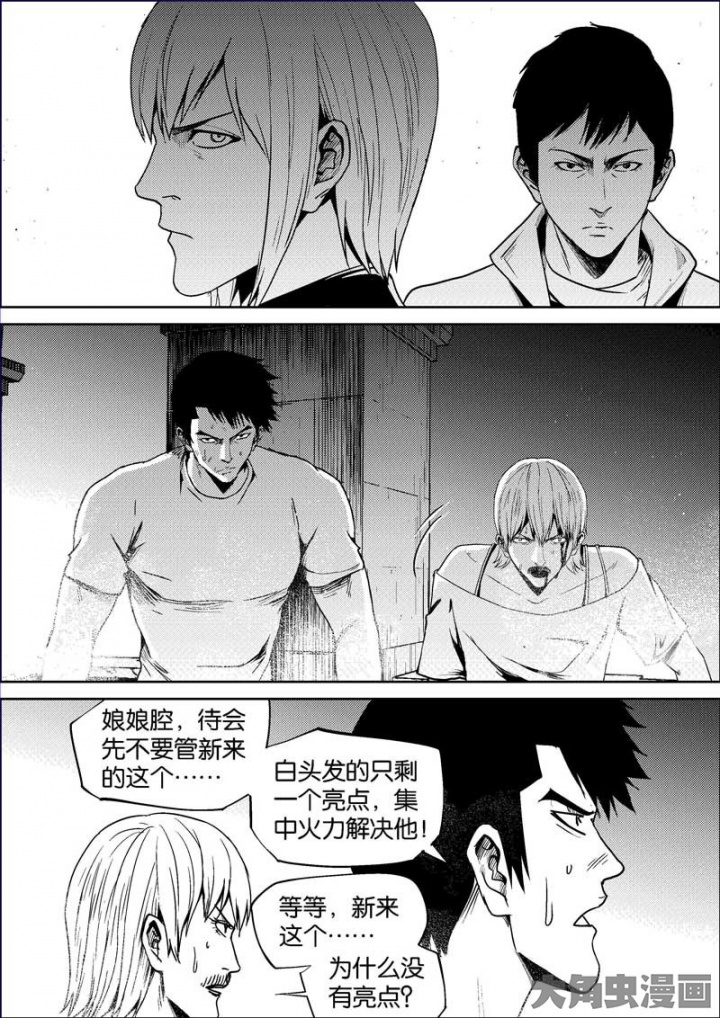 娘娘腔，待会
先不要管新来
的这个……
白头发的只剩
一个亮点，集
中火力解决他！
等等，新来
这个……
为什么没
有亮点？
大角虫漫画